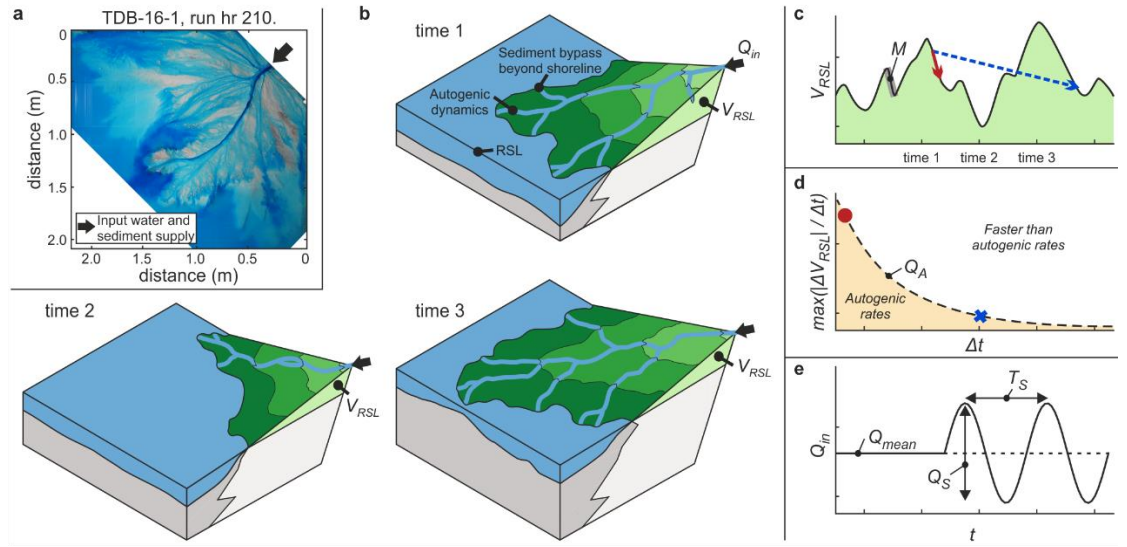 a
TDB-16-1, run hr 210.
0
0.5
1.0
1.5
2.0
distance (m)
Input water and
sediment supply
2.0
1.5
1.0
0.5
0
distance (m)
b
time 1
Sediment bypass
beyond shoreline
Autogenic
dynamics
RSL
Q_in
V_RSL
time 2
V_RSL
time 3
V_RSL
c
V_RSL
M
time 1
time 2
time 3
d
max(|ΔV_RSL| / Δt)
Faster than
autogenic rates
Q_A
Autogenic
rates
Δt
e
Q_in
Q_mean
T_S
Q_S
t